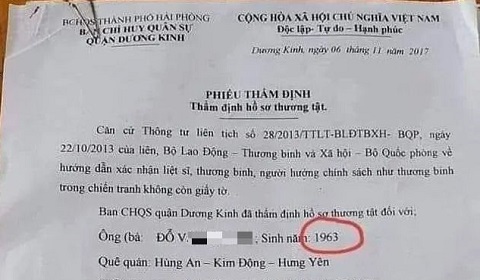 BCHQS THÀNH PHỐ HẢI PHÒNG
BAN CHỈ HUY QUÂN SỰ
QUẬN DƯƠNG KINH
CỘNG HÒA XÃ HỘI CHỦ NGHĨA VIỆT NAM
Độc lập- Tự do – Hạnh phúc
Dương Kinh, ngày 06 tháng 11 năm 2017
PHIẾU THẨM ĐỊNH
Thẩm định hồ sơ thương tật.
Căn cứ Thông tư liên tịch số 28/2013/TTLT-BLĐTBXH- BQP, ngày
22/10/2013 của liên, Bộ Lao Động – Thương binh và Xã hội – Bộ Quốc phòng về
hướng dẫn xác nhận liệt sĩ, thương binh, người hưởng chính sách như thương binh
trong chiến tranh không còn giấy tờ.
Ban CHQS quận Dương Kinh đã thẩm định hồ sơ thương tật đối với;
Ông (bà: ĐỖ V ; Sinh năm: 1963
Quê quán: Hùng An – Kim Động – Hưng Yên